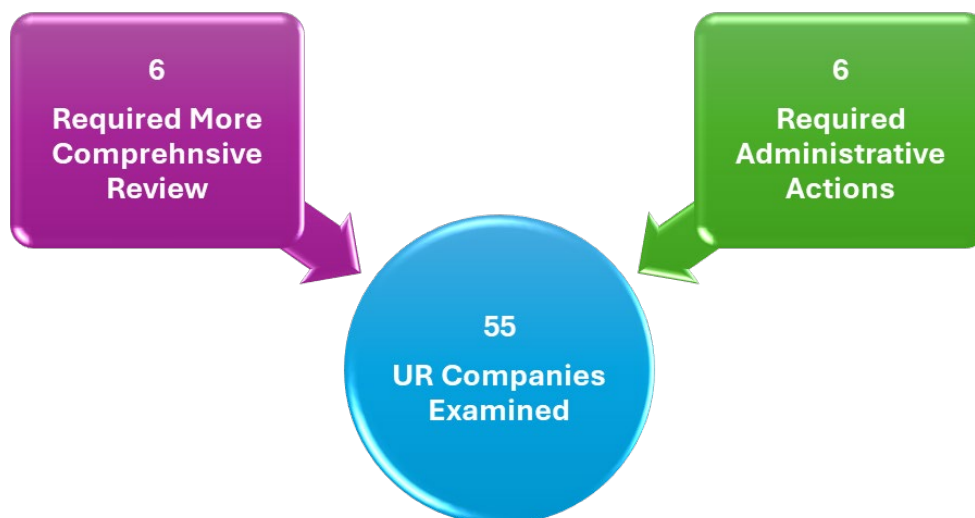 6
Required More
Comprehnsive
Review
6
Required
Administrative
Actions
55
UR Companies
Examined